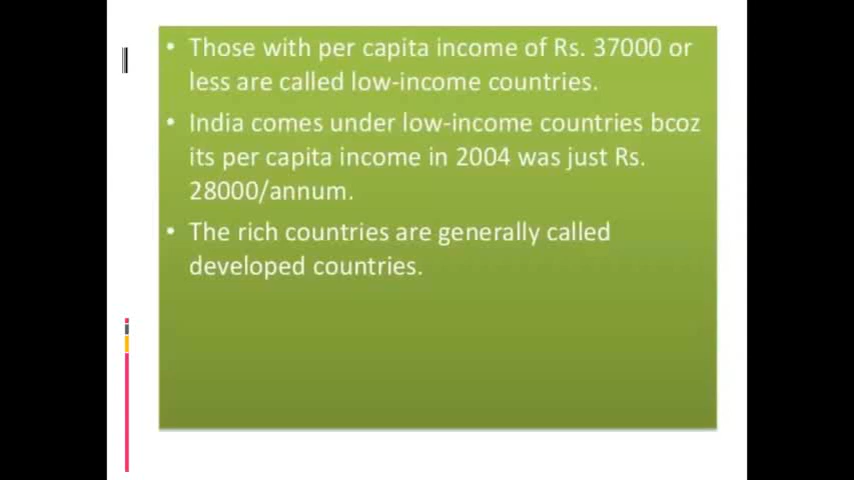 • Those with per capita income of Rs. 37000 or
less are called low-income countries.
• India comes under low-income countries bcoz
its per capita income in 2004 was just Rs.
28000/annum.
• The rich countries are generally called
developed countries.